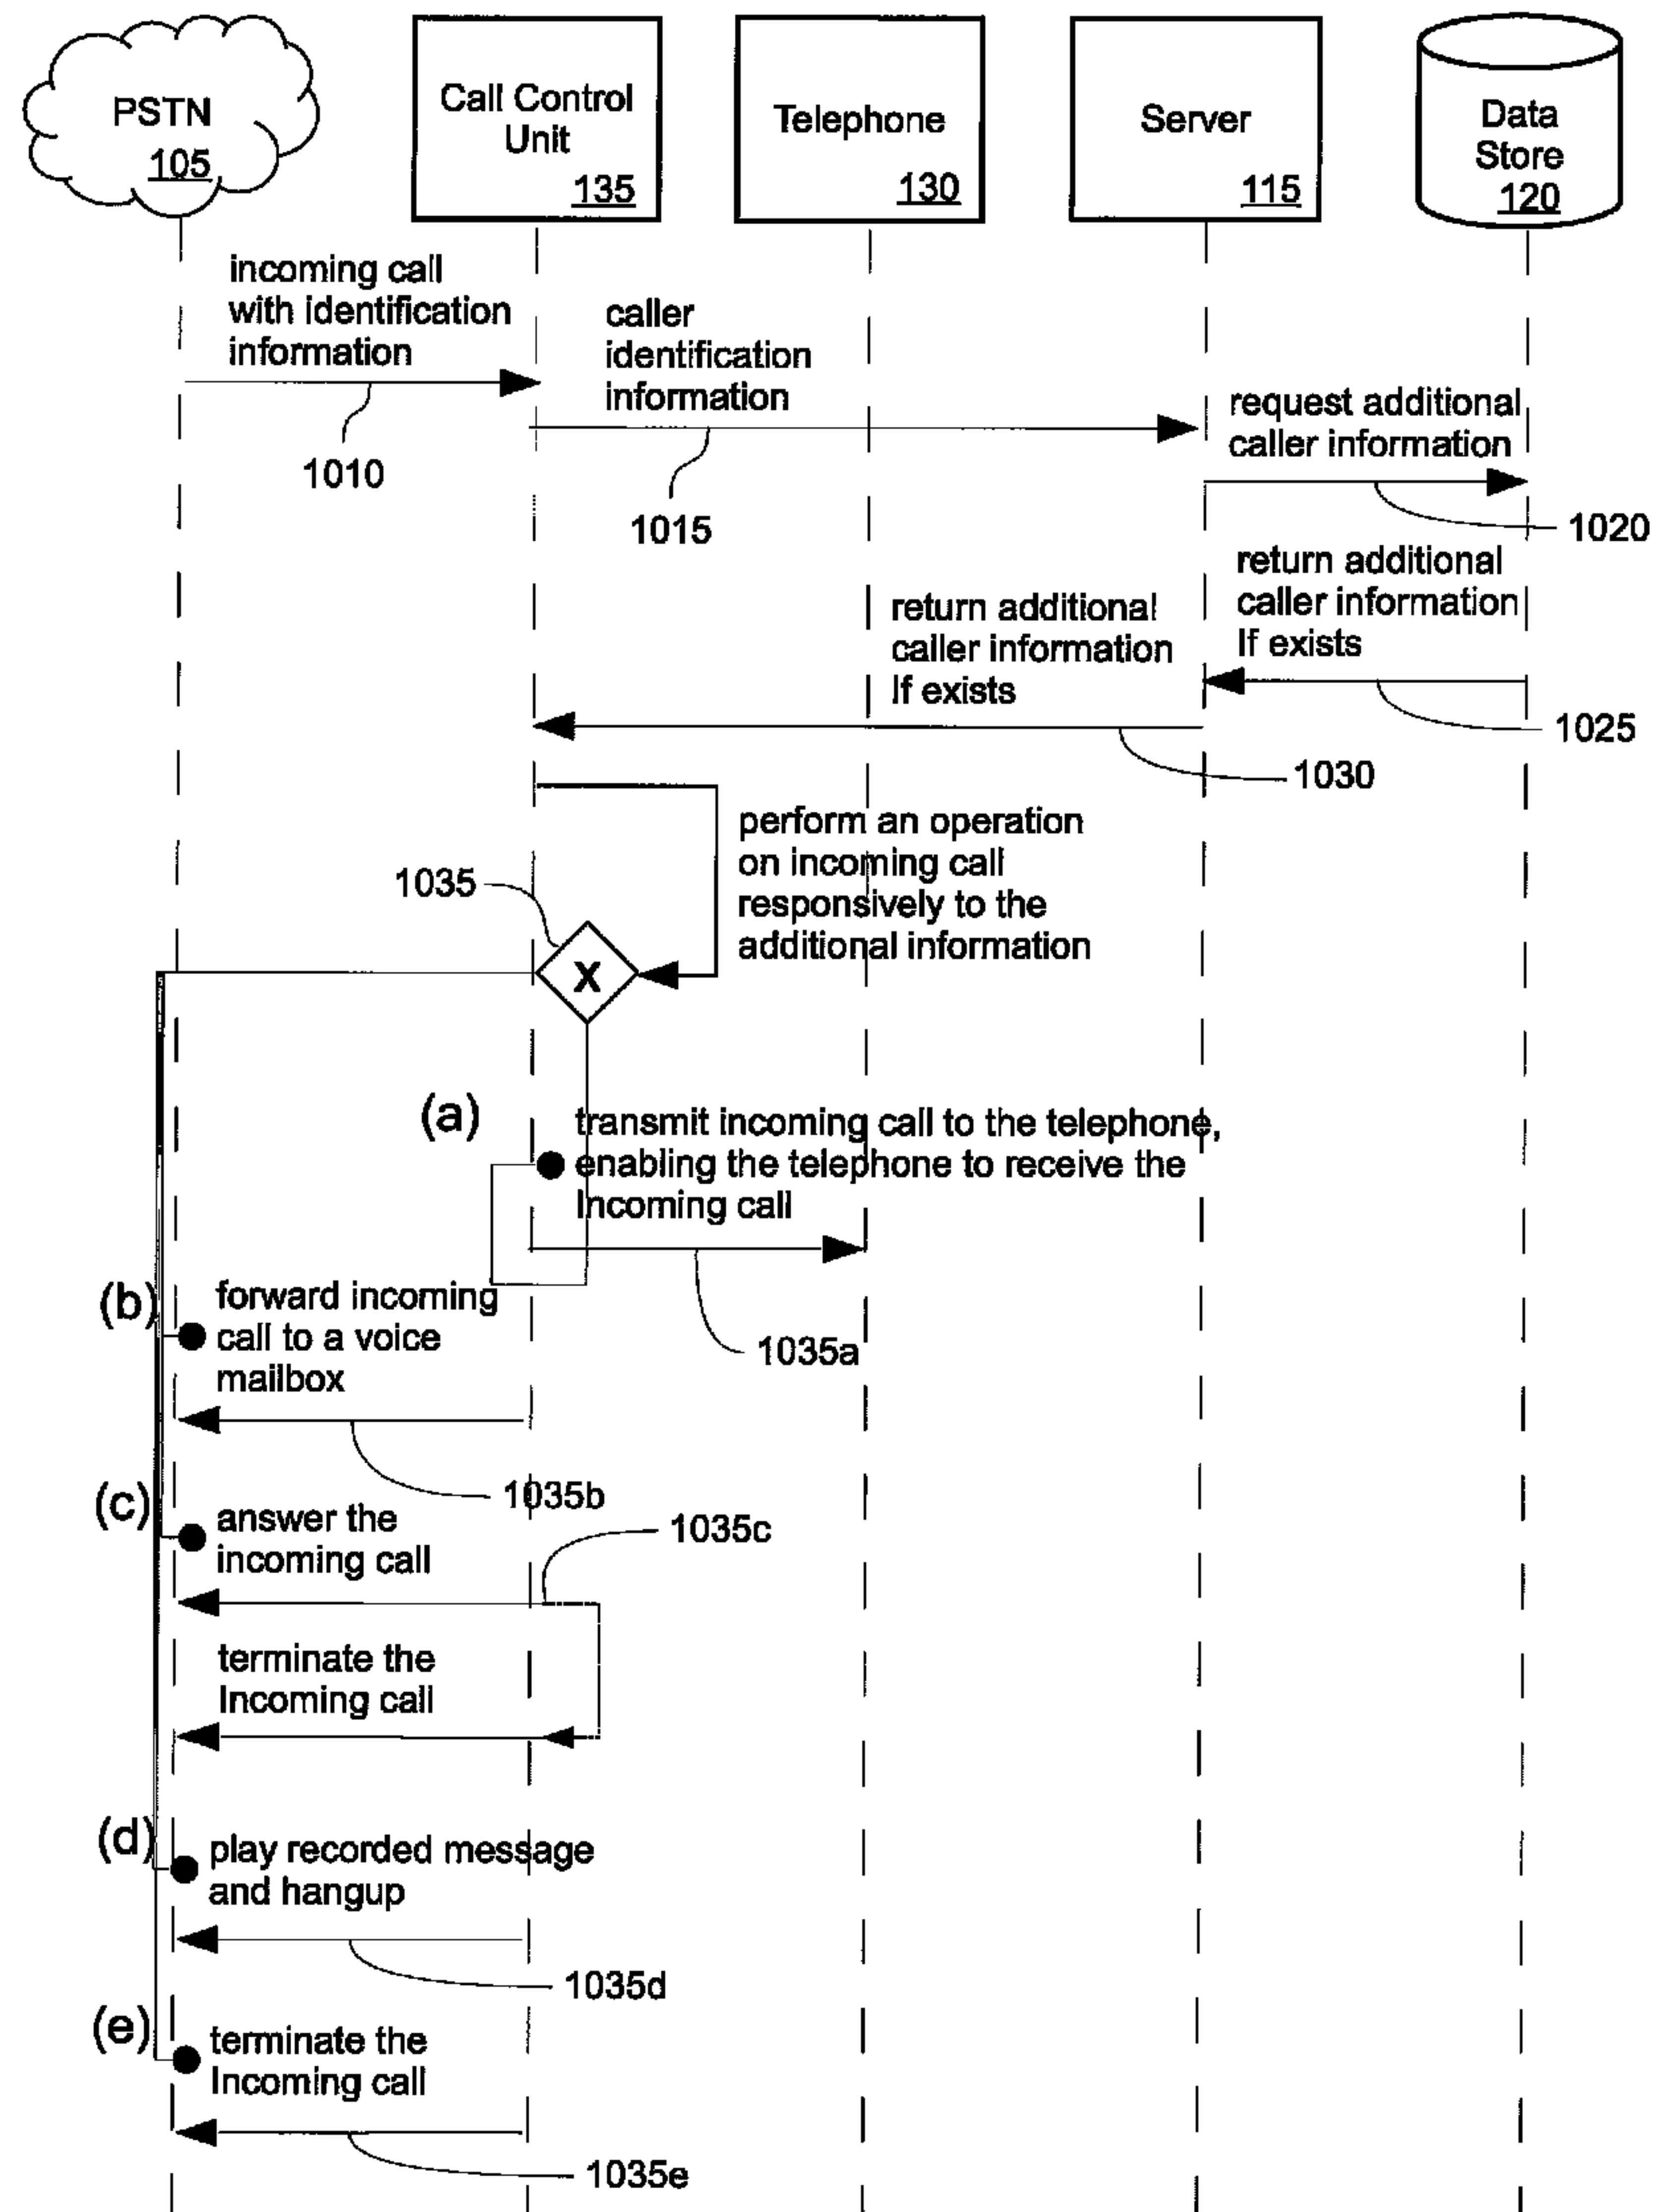 PSTN
105
Call Control
Unit
135
Telephone
130
Server
115
Data
Store
120
incoming call
with identification
information
1010
caller
identification
information
1015
request additional
caller information
1020
return additional
caller information
If exists
1025
return additional
caller information
If exists
1030
perform an operation
on incoming call
responsively to the
additional information
1035
X
(a)
transmit incoming call to the telephone,
enabling the telephone to receive the
Incoming call
1035a
(b)
forward incoming
call to a voice
mailbox
1035b
(c)
answer the
incoming call
1035c
terminate the
Incoming call
(d)
play recorded message
and hangup
1035d
(e)
terminate the
Incoming call
1035e